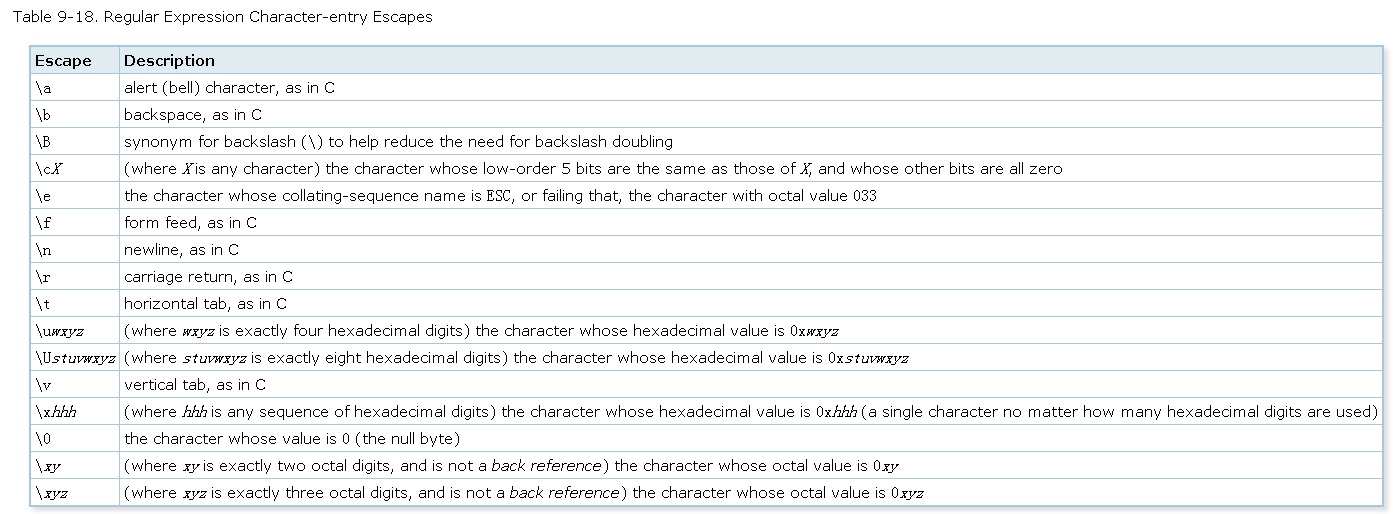 Table 9-18. Regular Expression Character-entry Escapes
Escape Description
\a alert (bell) character, as in C
\b backspace, as in C
\B synonym for backslash (\) to help reduce the need for backslash doubling
\cX (where X is any character) the character whose low-order 5 bits are the same as those of X, and whose other bits are all zero
\e the character whose collating-sequence name is ESC, or failing that, the character with octal value 033
\f form feed, as in C
\n newline, as in C
\r carriage return, as in C
\t horizontal tab, as in C
\uwxyz (where wxyz is exactly four hexadecimal digits) the character whose hexadecimal value is 0xwxyz
\Ustuvwxyz (where stuvwxyz is exactly eight hexadecimal digits) the character whose hexadecimal value is 0xstuvwxyz
\v vertical tab, as in C
\xhhh (where hhh is any sequence of hexadecimal digits) the character whose hexadecimal value is 0xhhh (a single character no matter how many hexadecimal digits are used)
\0 the character whose value is 0 (the null byte)
\xy (where xy is exactly two octal digits, and is not a back reference) the character whose octal value is 0xy
\xyz (where xyz is exactly three octal digits, and is not a back reference) the character whose octal value is 0xyz